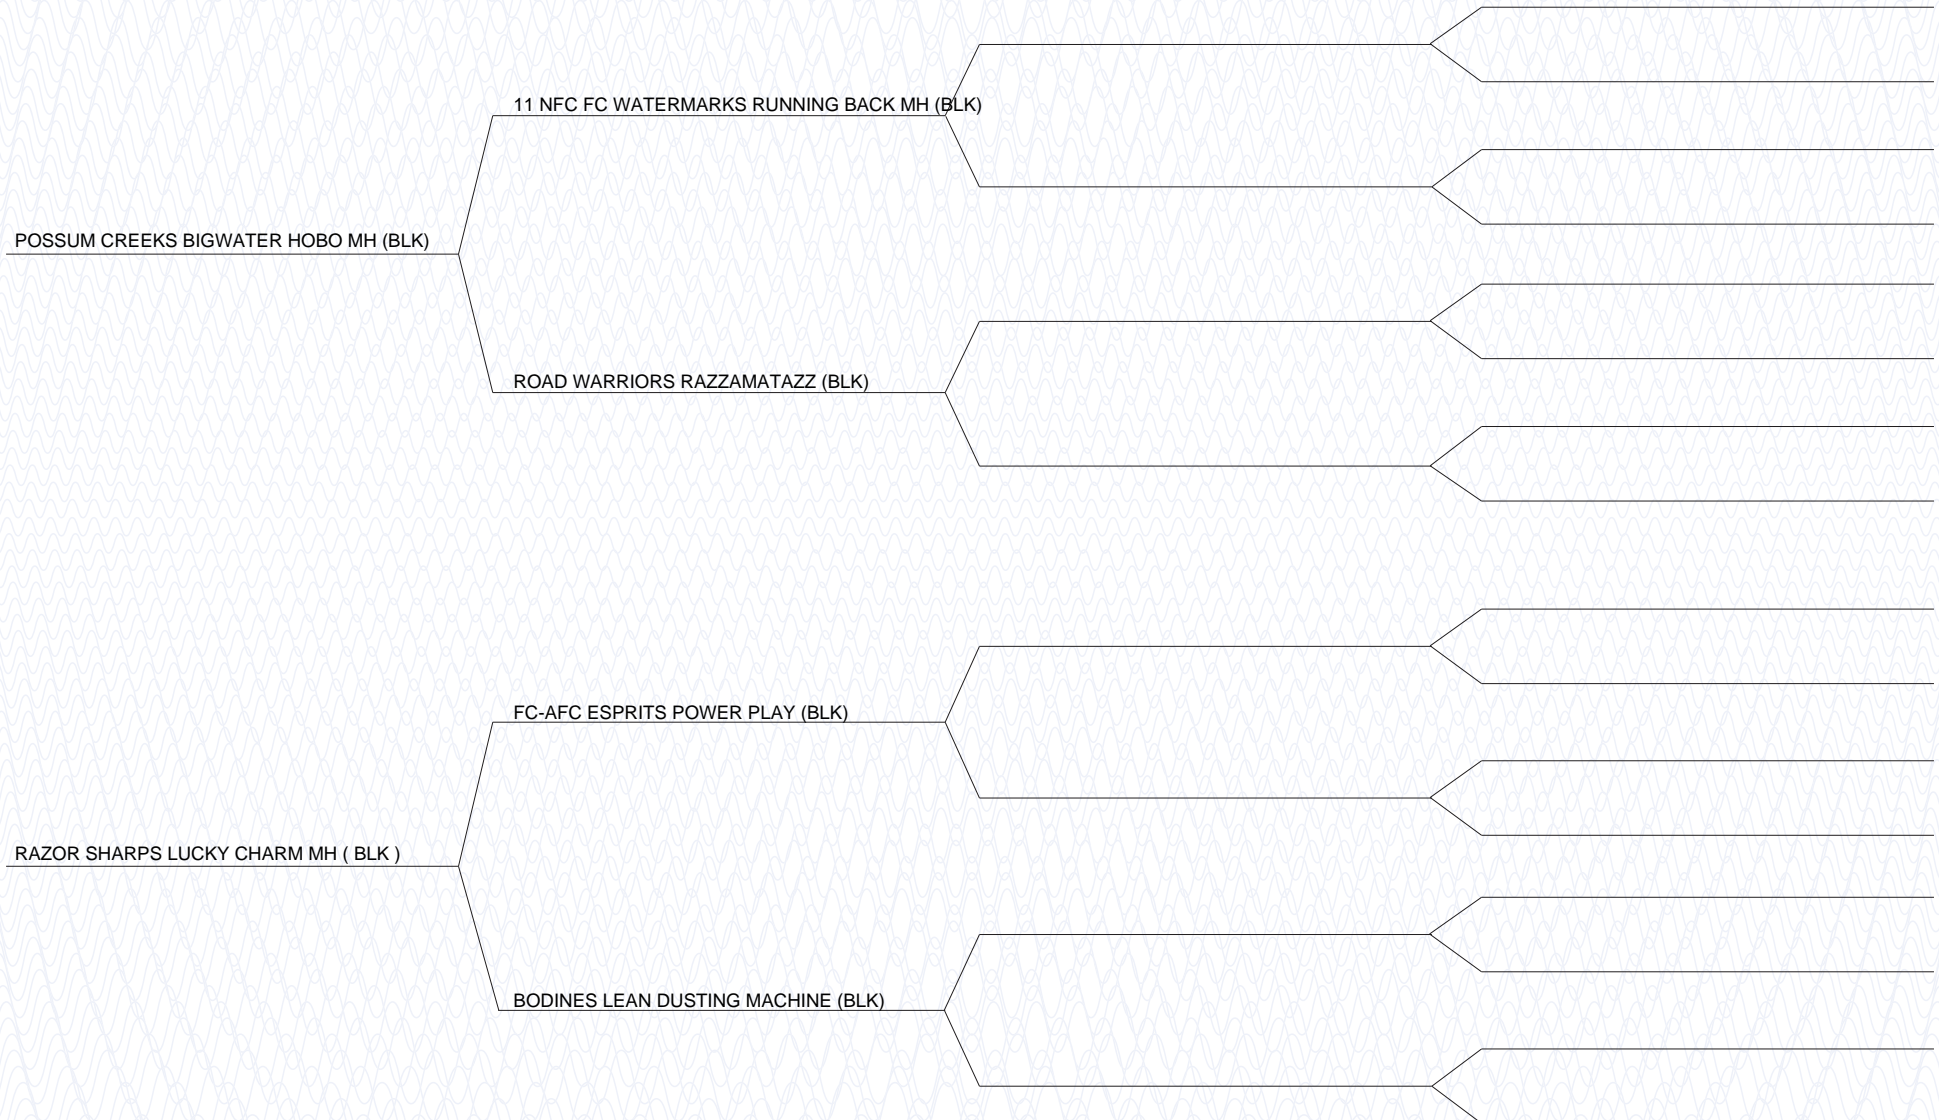 11 NFC FC WATERMARKS RUNNING BACK MH (BLK)
POSSUM CREEKS BIGWATER HOBO MH (BLK)
ROAD WARRIORS RAZZAMATAZZ (BLK)
FC-AFC ESPRITS POWER PLAY (BLK)
RAZOR SHARPS LUCKY CHARM MH ( BLK )
BODINES LEAN DUSTING MACHINE (BLK)